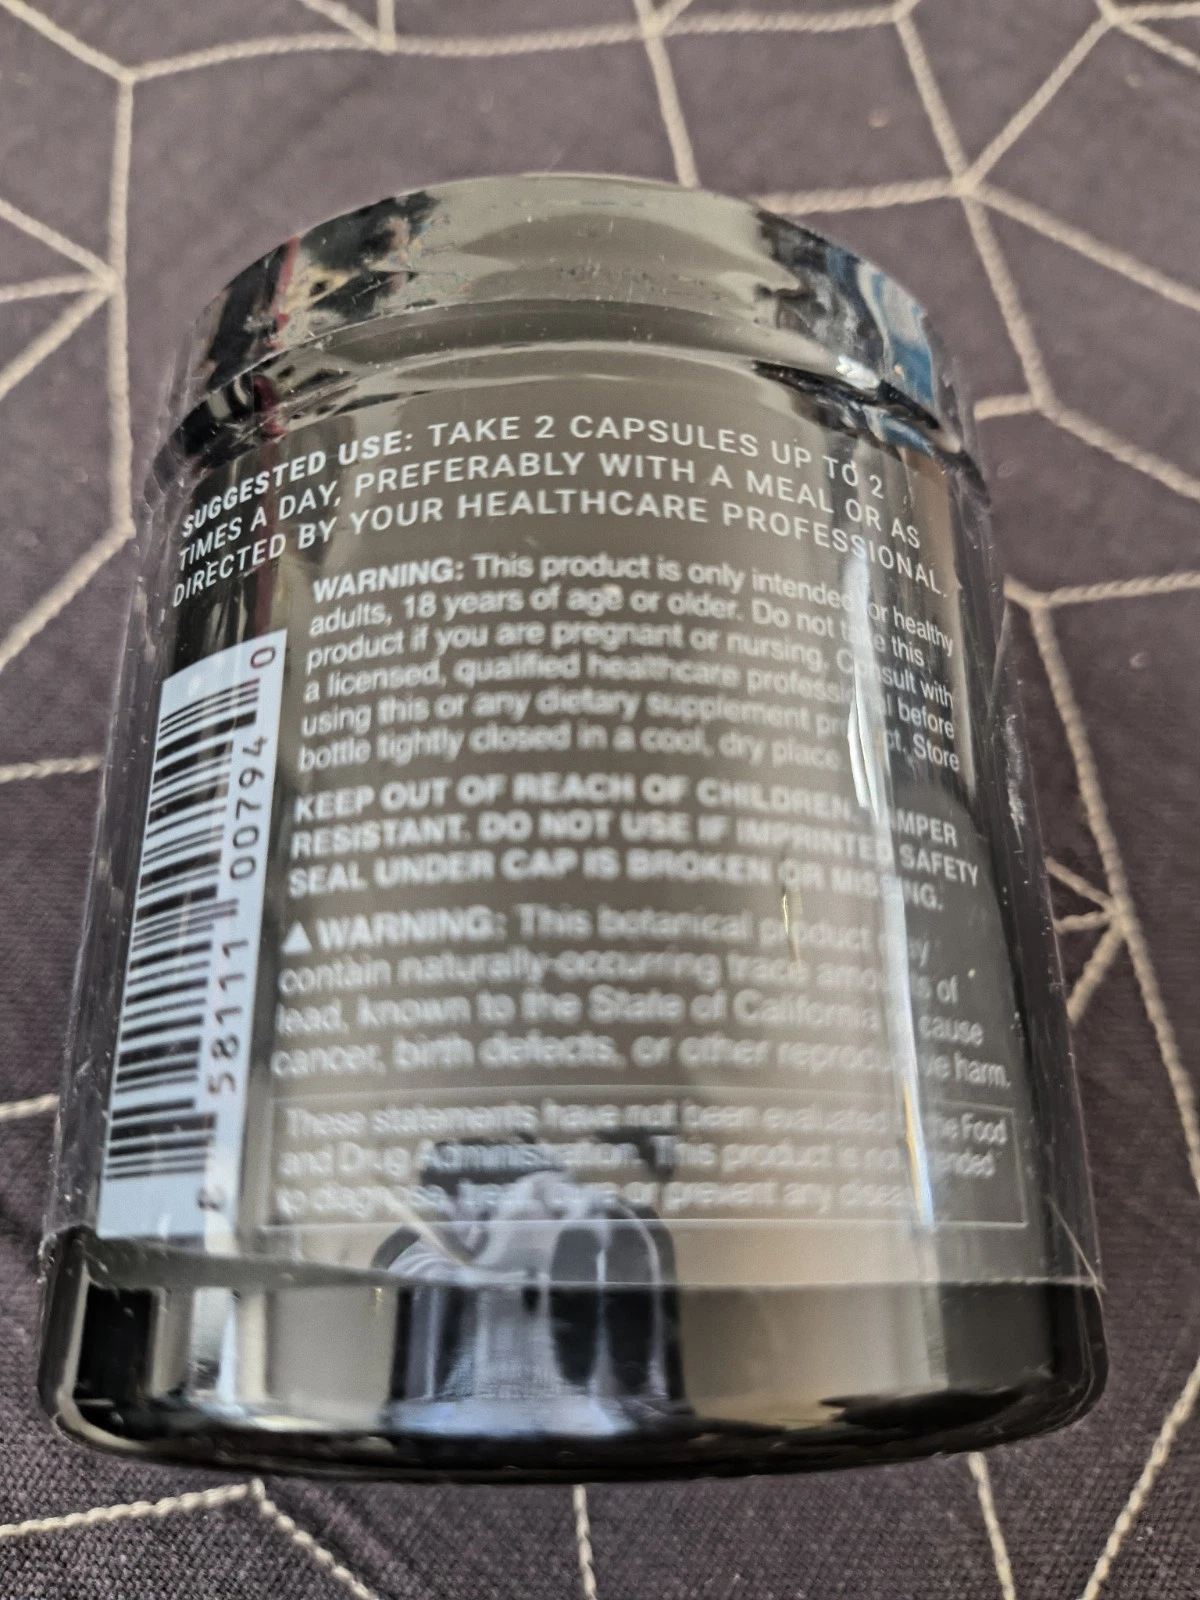 SUGGESTED USE: TAKE 2 CAPSULES UP TO 2
TIMES A DAY, PREFERABLY WITH A MEAL OR AS
DIRECTED BY YOUR HEALTHCARE PROFESSIONAL.
WARNING: This product is only intended for healthy
adults, 18 years of age or older. Do not take this
product if you are pregnant or nursing. Consult with
a licensed, qualified healthcare professional before
using this or any dietary supplement product. Store
bottle tightly closed in a cool, dry place.
KEEP OUT OF REACH OF CHILDREN. TAMPER
RESISTANT. DO NOT USE IF IMPRINTED SAFETY
SEAL UNDER CAP IS BROKEN OR MISSING.
⚠ WARNING: This botanical product may
contain naturally-occurring trace amounts of
lead, known to the State of California to cause
cancer, birth defects, or other reproductive harm.
These statements have not been evaluated by the Food
and Drug Administration. This product is not intended
to diagnose, treat, cure or prevent any disease.
8 58111 00794 0